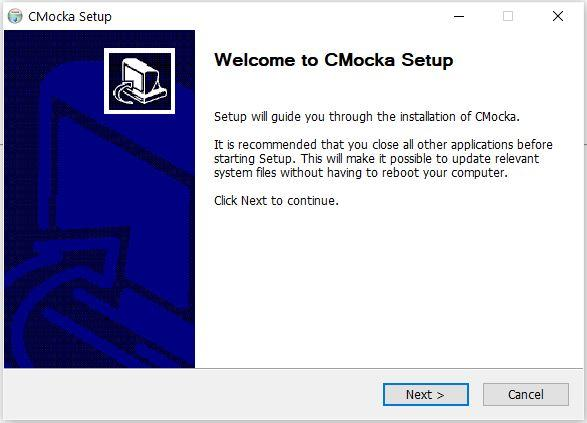 CMocka Setup
Welcome to CMocka Setup
Setup will guide you through the installation of CMocka.
It is recommended that you close all other applications before
starting Setup. This will make it possible to update relevant
system files without having to reboot your computer.
Click Next to continue.
Next >
Cancel